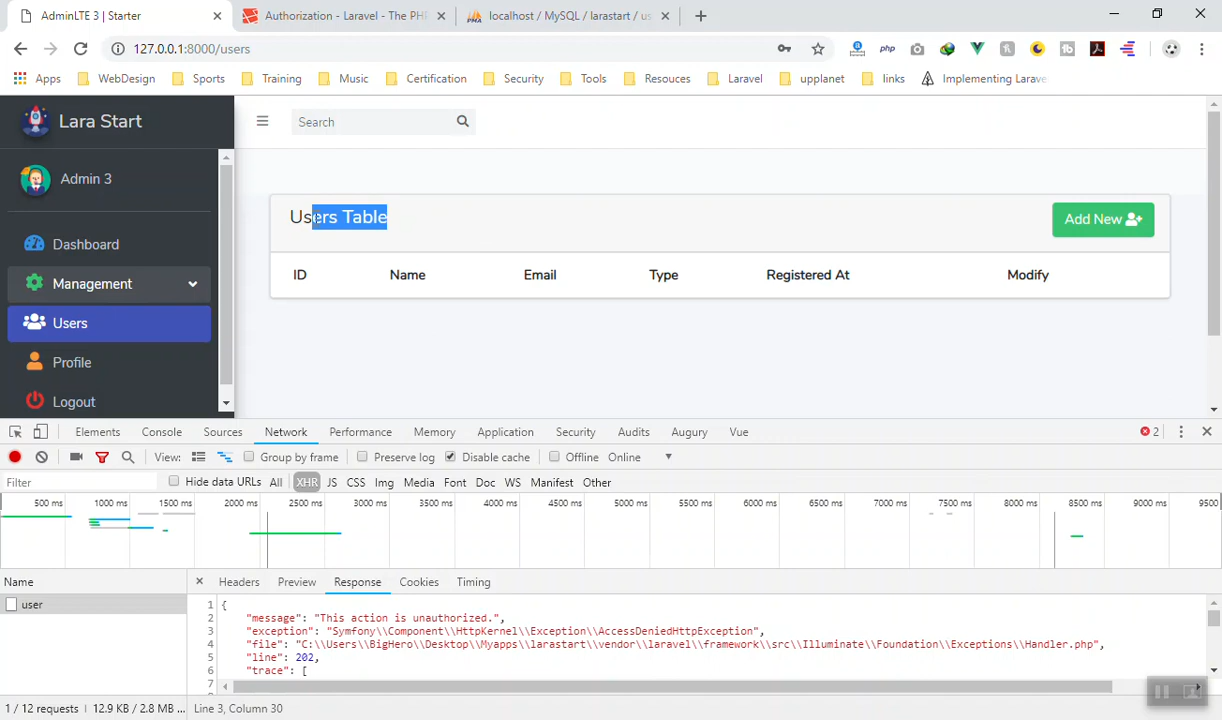 AdminLTE 3 | Starter
Authorization - Laravel - The PHP
localhost / MySQL / larastart / us
127.0.0.1:8000/users
php
Apps WebDesign Sports Training Music Certification Security Tools Resouces Laravel upplanet links Implementing Larave
Lara Start
Search
Admin 3
Dashboard
Management
Users
Profile
Logout
Users Table
Add New
ID Name Email Type Registered At Modify
Elements Console Sources Network Performance Memory Application Security Audits Augury Vue 2
View: Group by frame Preserve log Disable cache Offline Online
Filter Hide data URLs All XHR JS CSS Img Media Font Doc WS Manifest Other
500 ms 1000 ms 1500 ms 2000 ms 2500 ms 3000 ms 3500 ms 4000 ms 4500 ms 5000 ms 5500 ms 6000 ms 6500 ms 7000 ms 7500 ms 8000 ms 8500 ms 9000 ms 9500
Name Headers Preview Response Cookies Timing
user
1 {
2 "message": "This action is unauthorized.",
3 "exception": "Symfony\\Component\\HttpKernel\\Exception\\AccessDeniedHttpException",
4 "file": "C:\\Users\\BigHero\\Desktop\\Myapps\\larastart\\vendor\\laravel\\framework\\src\\Illuminate\\Foundation\\Exceptions\\Handler.php",
5 "line": 202,
6 "trace": [
7
1 / 12 requests 12.9 KB / 2.8 MB ... Line 3, Column 30